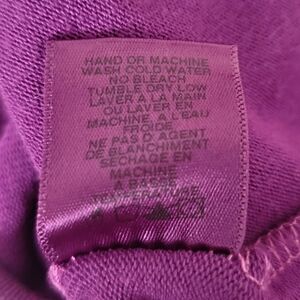 HAND OR MACHINE
WASH COLD WATER
NO BLEACH
TUMBLE DRY LOW
LAVER A LA MAIN
OU LAVER EN
MACHINE, A L'EAU
FROIDE
NE PAS D'AGENT
DE BLANCHIMENT
SECHAGE EN
MACHINE
A BASSE
TEMPERATURE